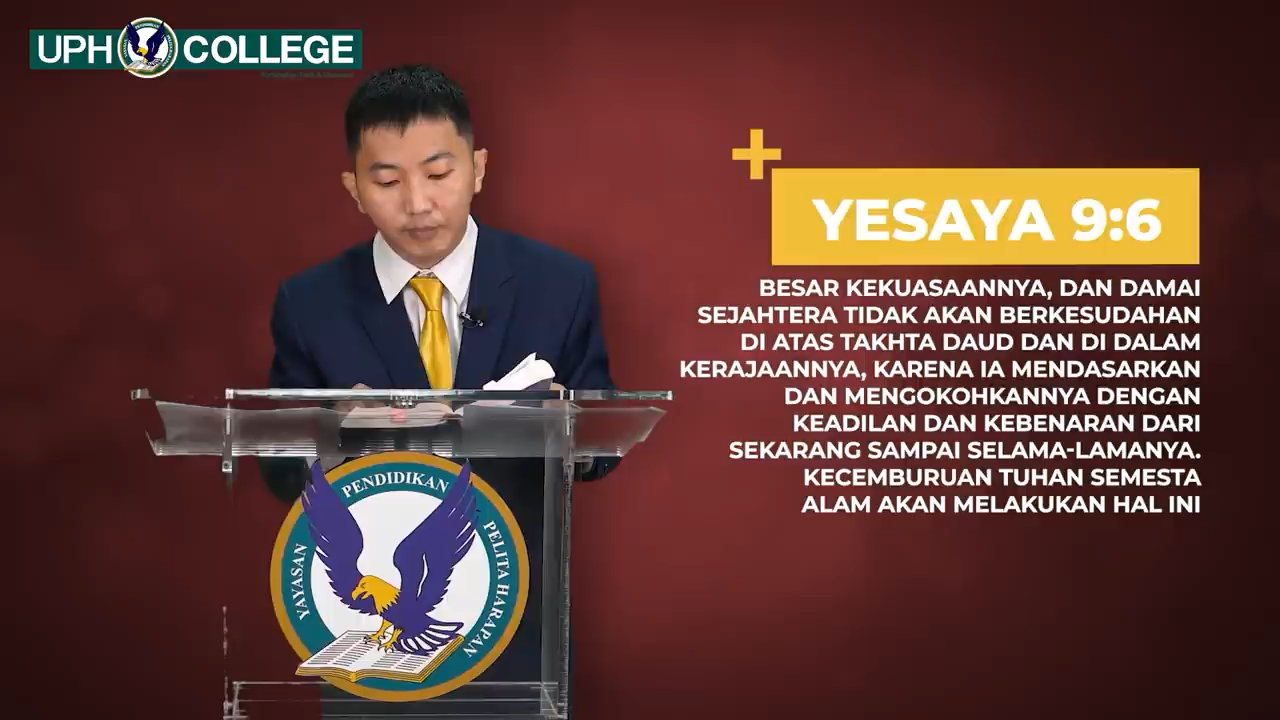 UPH COLLEGE
YESAYA 9:6
BESAR KEKUASAANNYA, DAN DAMAI
SEJAHTERA TIDAK AKAN BERKESUDAHAN
DI ATAS TAKHTA DAUD DAN DI DALAM
KERAJAANNYA, KARENA IA MENDASARKAN
DAN MENGOKOHKANNYA DENGAN
KEADILAN DAN KEBENARAN DARI
SEKARANG SAMPAI SELAMA-LAMANYA.
KECEMBURUAN TUHAN SEMESTA
ALAM AKAN MELAKUKAN HAL INI
YAYASAN PENDIDIKAN PELITA HARAPAN